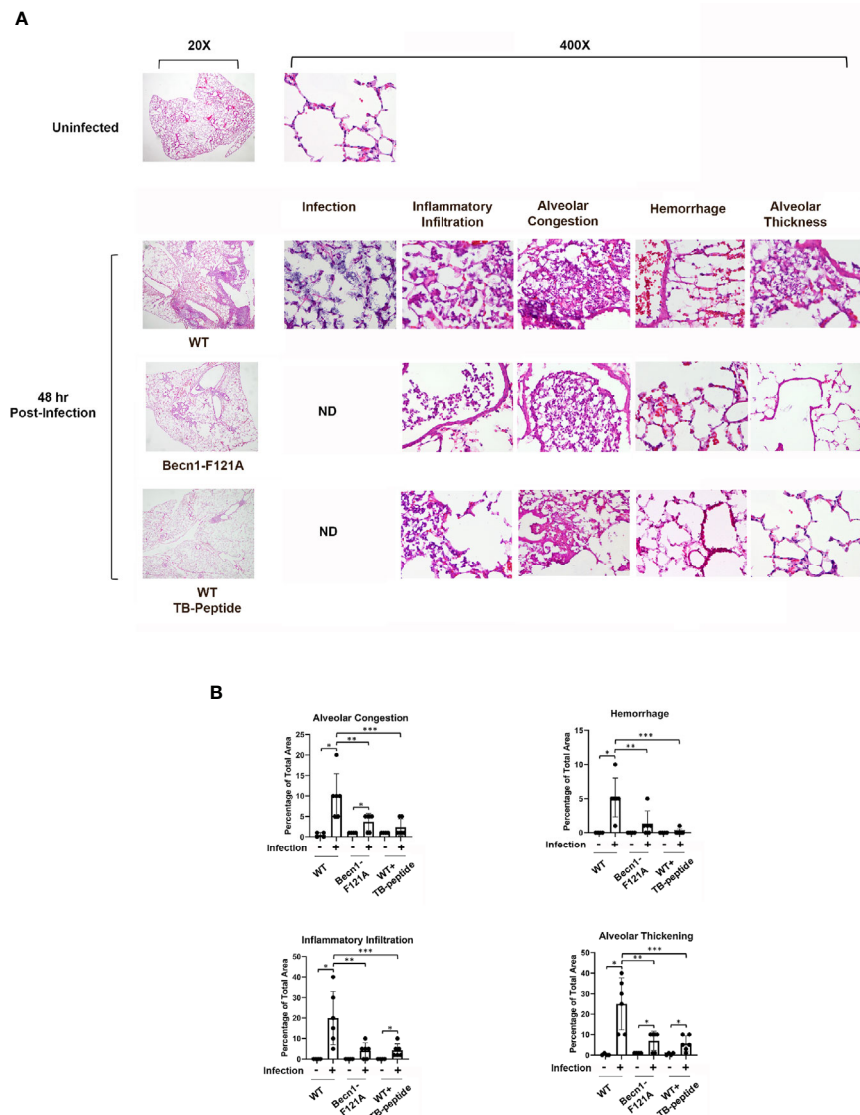 A
20X
400X
Uninfected
Infection
Inflammatory
Infiltration
Alveolar
Congestion
Hemorrhage
Alveolar
Thickness
WT
48 hr
Post-Infection
ND
Becn1-F121A
ND
WT
TB-Peptide
B
Alveolar Congestion
Percentage of Total Area
25
20
15
10
5
0
*
**
***
*
Infection
- + - + - +
WT
Becn1-
F121A
WT+
TB-peptide
Hemorrhage
Percentage of Total Area
15
10
5
0
*
**
***
Infection
- + - + - +
WT
Becn1-
F121A
WT+
TB-peptide
Inflammatory Infiltration
Percentage of Total Area
50
40
30
20
10
0
*
**
***
*
Infection
- + - + - +
WT
Becn1-
F121A
WT+
TB-peptide
Alveolar Thickening
Percentage of Total Area
50
40
30
20
10
0
*
**
***
*
*
Infection
- + - + - +
WT
Becn1-
F121A
WT+
TB-peptide